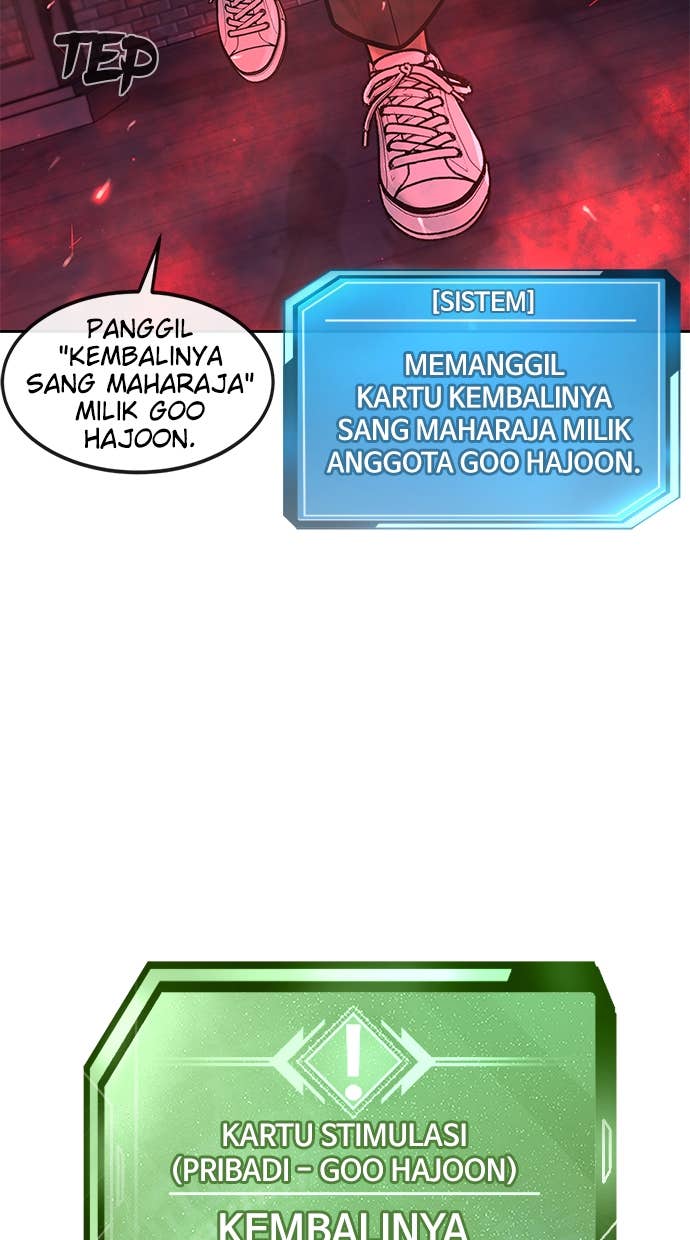 TEP
PANGGIL
"KEMBALINYA
SANG MAHARAJA"
MILIK GOO
HAJOON.
[SISTEM]
MEMANGGIL
KARTU KEMBALINYA
SANG MAHARAJA MILIK
ANGGOTA GOO HAJOON.
!
KARTU STIMULASI
(PRIBADI – GOO HAJOON)
KEMBALINYA